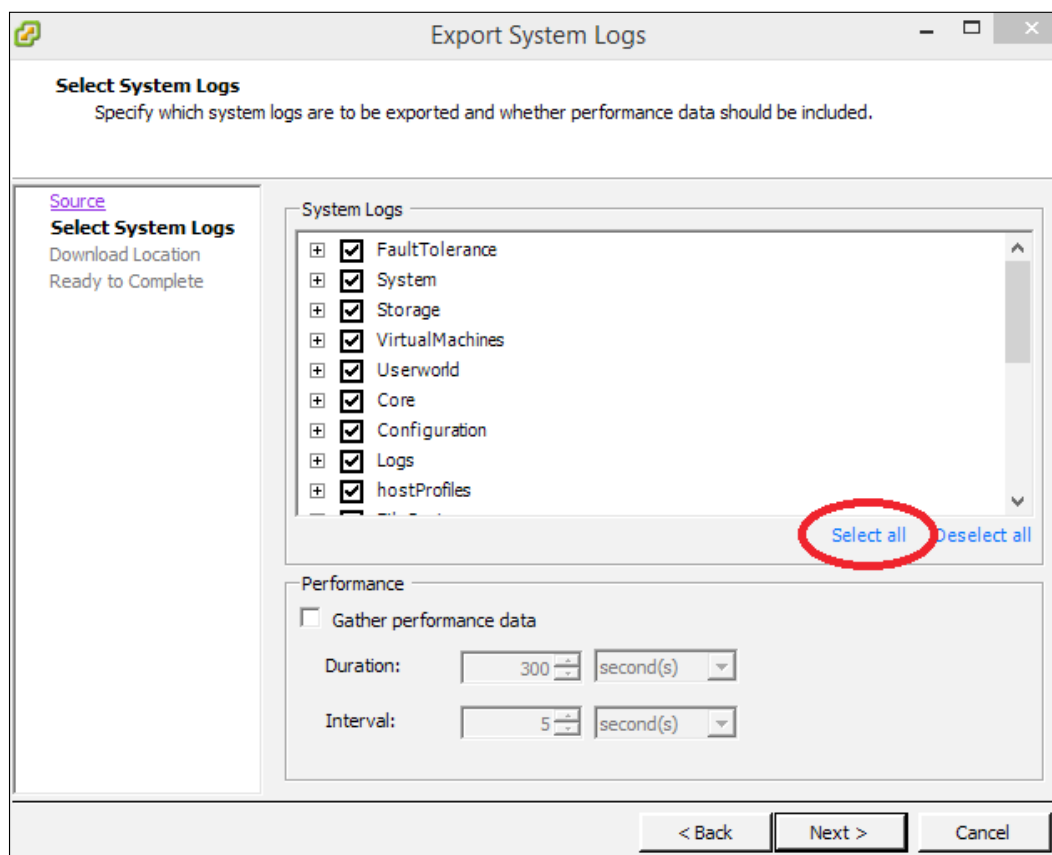 Export System Logs
Select System Logs
Specify which system logs are to be exported and whether performance data should be included.
Source
Select System Logs
Download Location
Ready to Complete
System Logs
FaultTolerance
System
Storage
VirtualMachines
Userworld
Core
Configuration
Logs
hostProfiles
Select all Deselect all
Performance
Gather performance data
Duration: 300 second(s)
Interval: 5 second(s)
< Back Next > Cancel